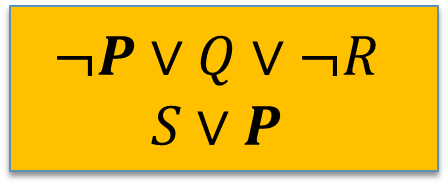 ¬P ∨ Q ∨ ¬R
S ∨ P